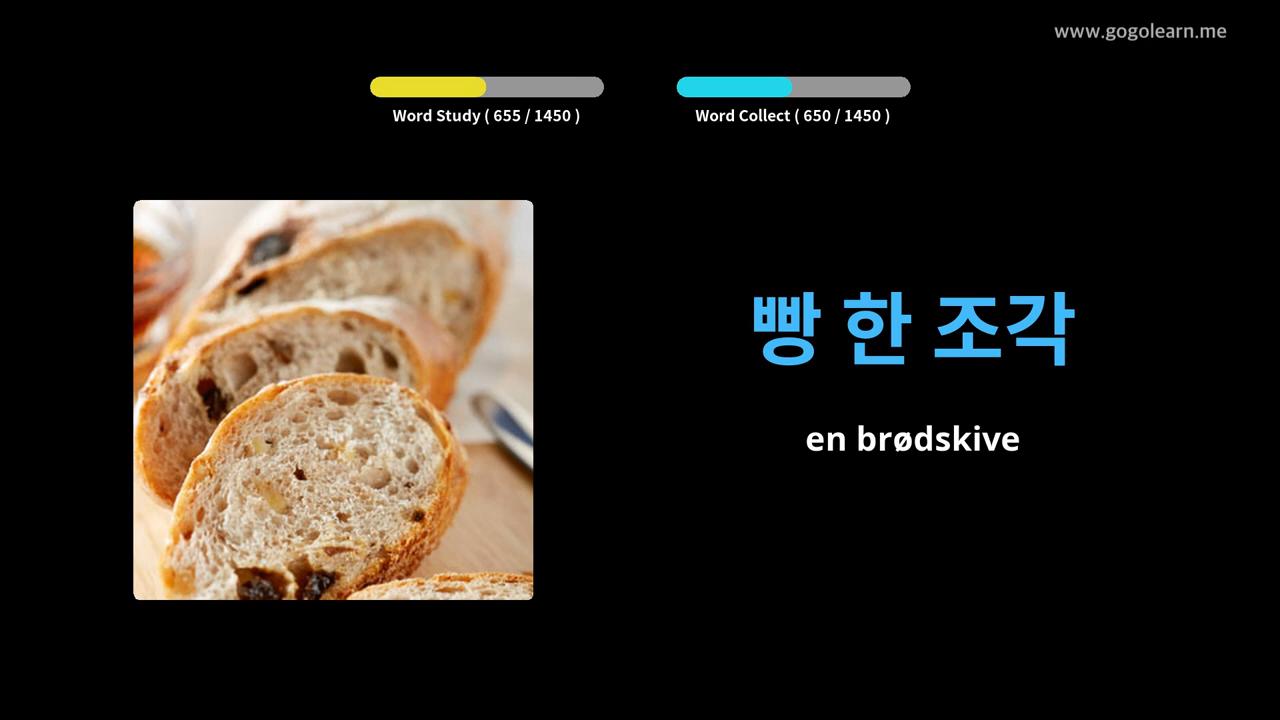 www.gogolearn.me
Word Study ( 655 / 1450 )
Word Collect ( 650 / 1450 )
빵 한 조각
en brødskive